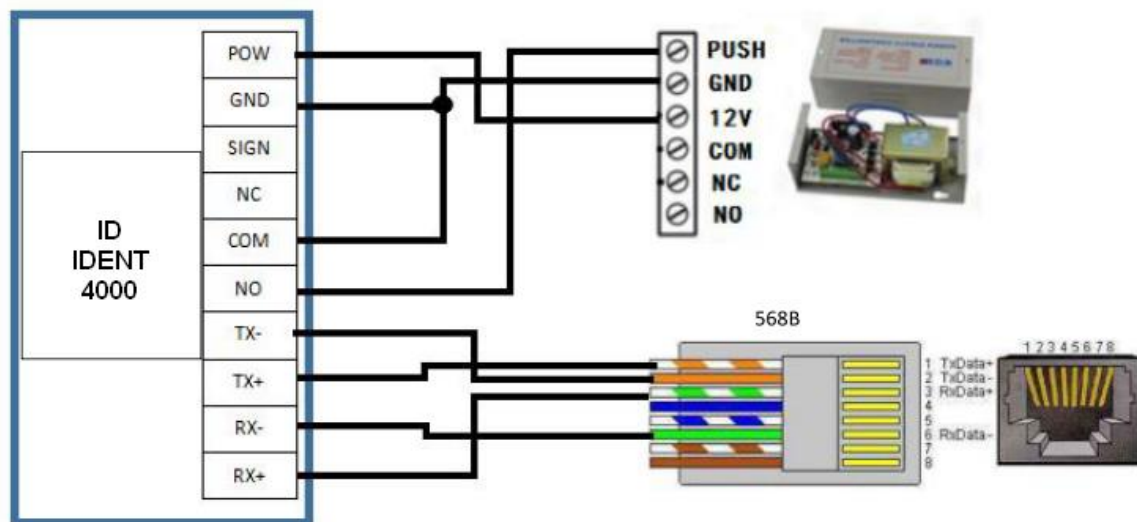 POW
GND
SIGN
NC
COM
NO
TX-
TX+
RX-
RX+
ID
IDENT
4000
PUSH
GND
12V
COM
NC
NO
568B
1 TxData+
2 TxData-
3 RxData+
4
5
6 RxData-
7
8
1 2 3 4 5 6 7 8